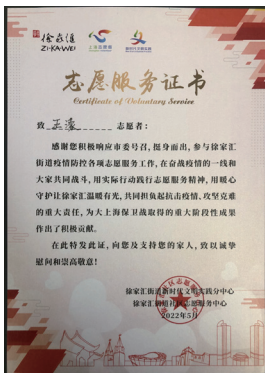 徐家汇
ZI·KA·WEI
上海志愿服务
志愿服务证书
Certificate of Voluntary Service
致 王濠 志愿者：
感谢您积极响应市委号召，挺身而出，参与徐家汇
街道疫情防控各项志愿服务工作，在奋战疫情的一线和
大家共同战斗，用实际行动践行志愿服务精神，用暖心
守护让徐家汇温暖有光，共同担负起抗击疫情、攻坚克难
的重大责任，为大上海保卫战取得的重大阶段性成果
作出了积极贡献。
在此特发此证，向您及支持您的家人，致以诚挚
慰问和崇高敬意！
徐家汇街道新时代文明实践分中心
徐家汇街道社区志愿服务中心
2022年5月